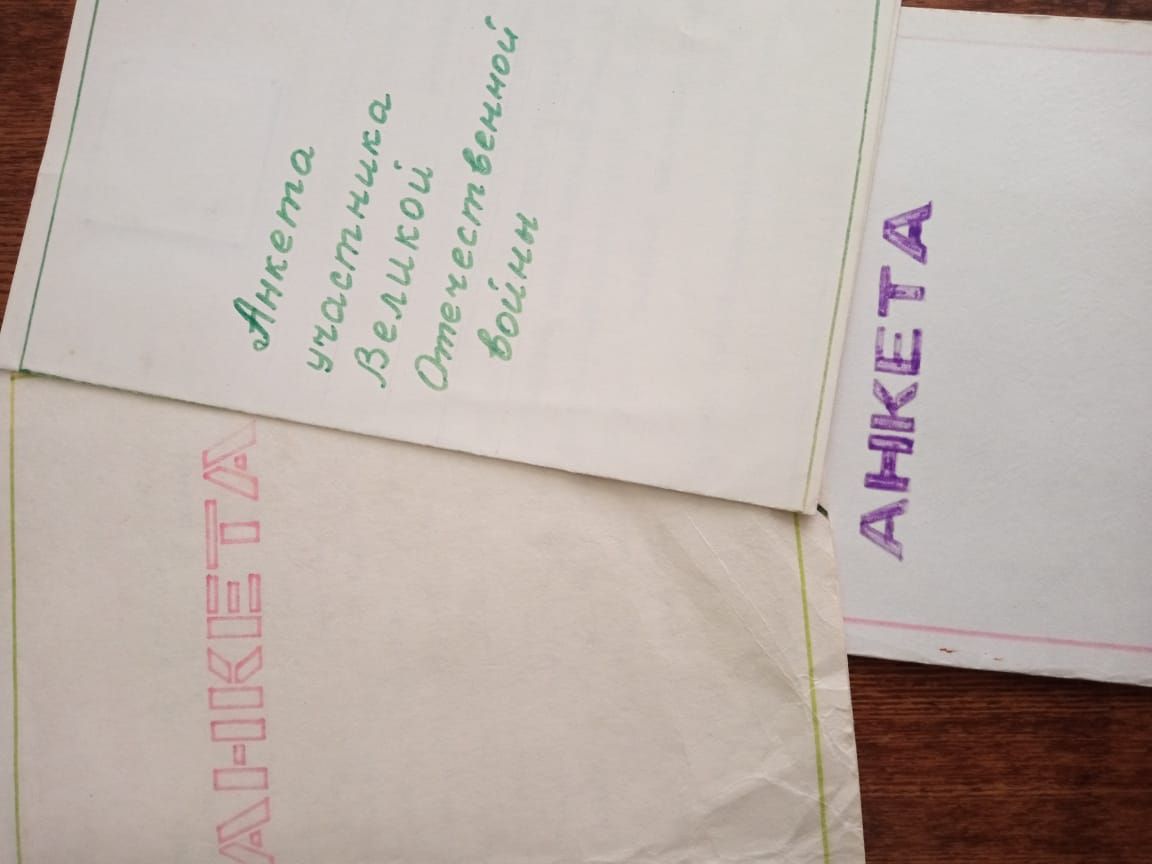 Анкета
участника
Великой
Отечественной
войны
АНКЕТА
АНКЕТА